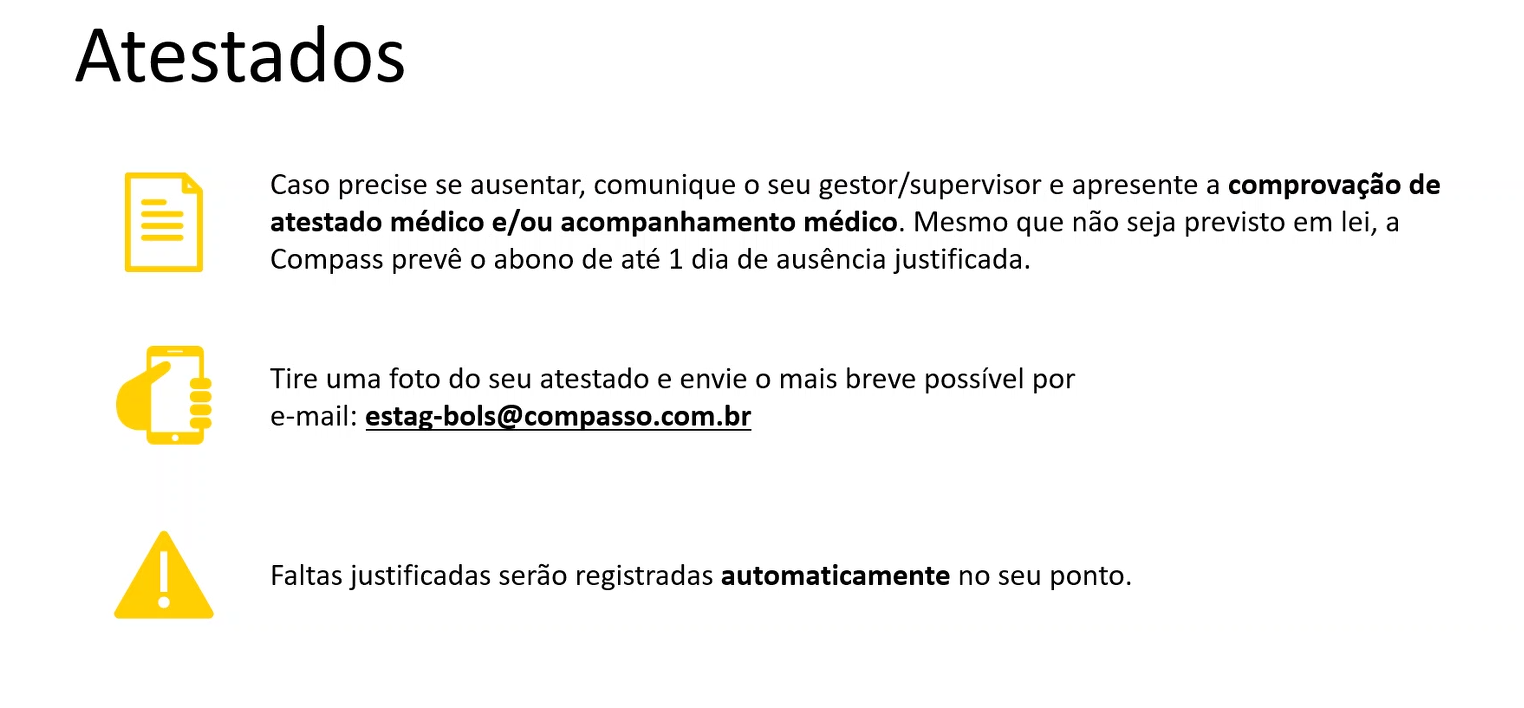 Atestados
Caso precise se ausentar, comunique o seu gestor/supervisor e apresente a comprovação de
atestado médico e/ou acompanhamento médico. Mesmo que não seja previsto em lei, a
Compass prevê o abono de até 1 dia de ausência justificada.
Tire uma foto do seu atestado e envie o mais breve possível por
e-mail: estag-bols@compasso.com.br
Faltas justificadas serão registradas automaticamente no seu ponto.